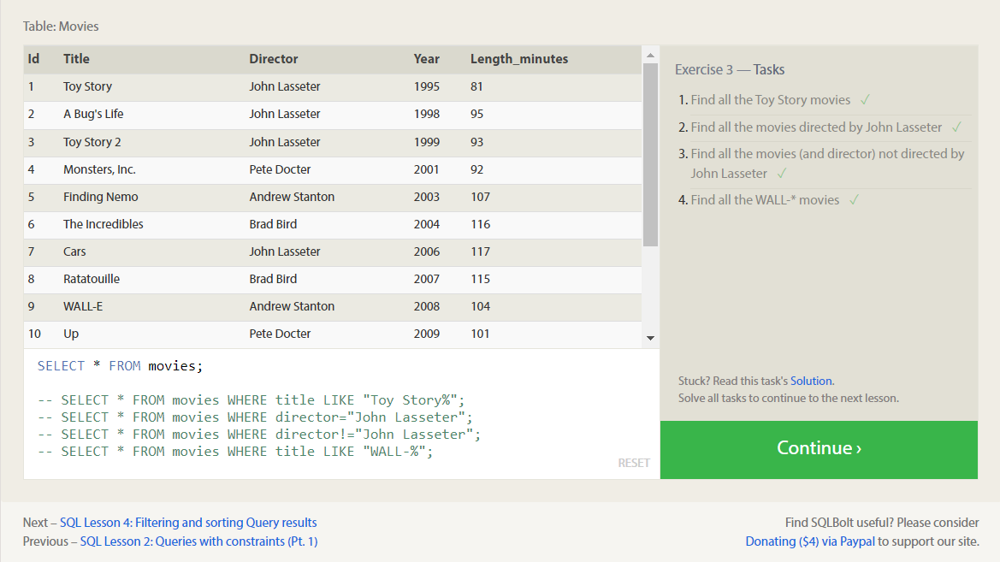 Table: Movies
Id Title Director Year Length_minutes
1 Toy Story John Lasseter 1995 81
2 A Bug's Life John Lasseter 1998 95
3 Toy Story 2 John Lasseter 1999 93
4 Monsters, Inc. Pete Docter 2001 92
5 Finding Nemo Andrew Stanton 2003 107
6 The Incredibles Brad Bird 2004 116
7 Cars John Lasseter 2006 117
8 Ratatouille Brad Bird 2007 115
9 WALL-E Andrew Stanton 2008 104
10 Up Pete Docter 2009 101
SELECT * FROM movies;
-- SELECT * FROM movies WHERE title LIKE "Toy Story%";
-- SELECT * FROM movies WHERE director="John Lasseter";
-- SELECT * FROM movies WHERE director!="John Lasseter";
-- SELECT * FROM movies WHERE title LIKE "WALL-%";
RESET
Exercise 3 — Tasks
1. Find all the Toy Story movies ✓
2. Find all the movies directed by John Lasseter ✓
3. Find all the movies (and director) not directed by
John Lasseter ✓
4. Find all the WALL-* movies ✓
Stuck? Read this task's Solution.
Solve all tasks to continue to the next lesson.
Continue ›
Next – SQL Lesson 4: Filtering and sorting Query results
Previous – SQL Lesson 2: Queries with constraints (Pt. 1)
Find SQLBolt useful? Please consider
Donating ($4) via Paypal to support our site.